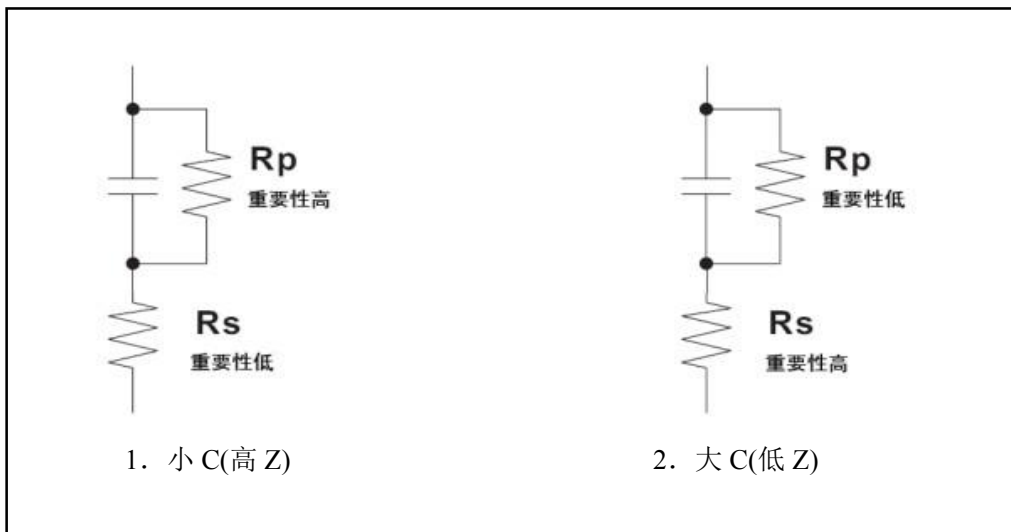 Rp
重要性高
Rs
重要性低
1. 小 C(高 Z)
Rp
重要性低
Rs
重要性高
2. 大 C(低 Z)